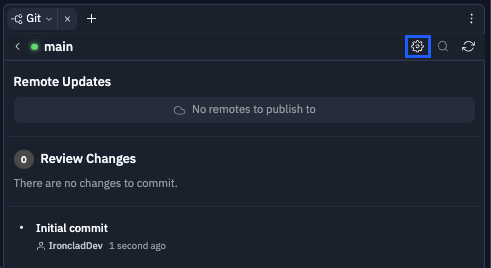 Git
main
Remote Updates
No remotes to publish to
0 Review Changes
There are no changes to commit.
Initial commit
IroncladDev 1 second ago